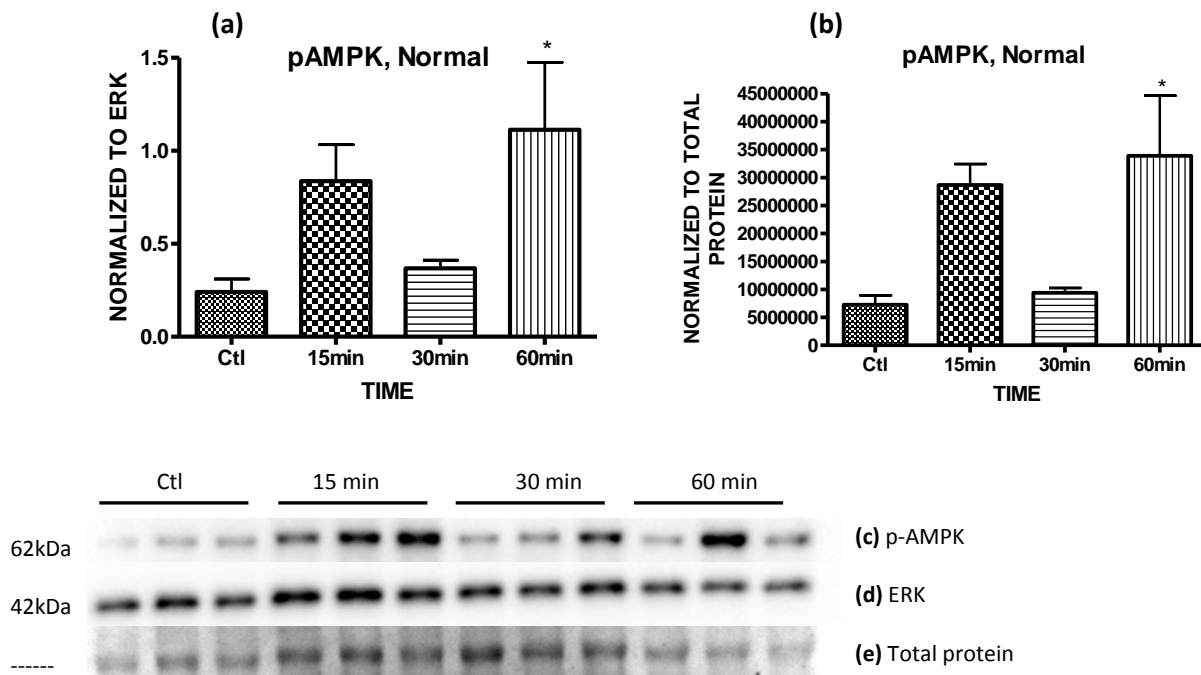 (a)
pAMPK, Normal
*
NORMALIZED TO ERK
1.5
1.0
0.5
0.0
Ctl
15min
30min
60min
TIME
(b)
pAMPK, Normal
*
NORMALIZED TO TOTAL
PROTEIN
45000000
40000000
35000000
30000000
25000000
20000000
15000000
10000000
5000000
0
Ctl
15min
30min
60min
TIME
Ctl 15 min 30 min 60 min
62kDa (c) p-AMPK
42kDa (d) ERK
------ (e) Total protein